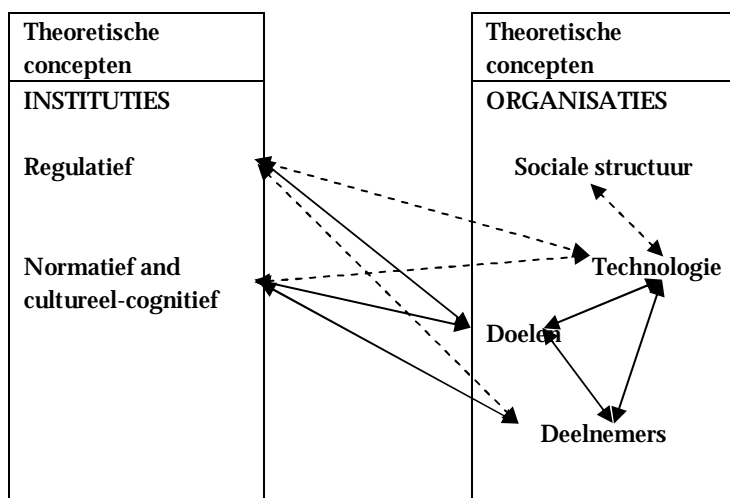 Theoretische
concepten
INSTITUTIES
Regulatief
Normatief and
cultureel-cognitief
Theoretische
concepten
ORGANISATIES
Sociale structuur
Technologie
Doelen
Deelnemers